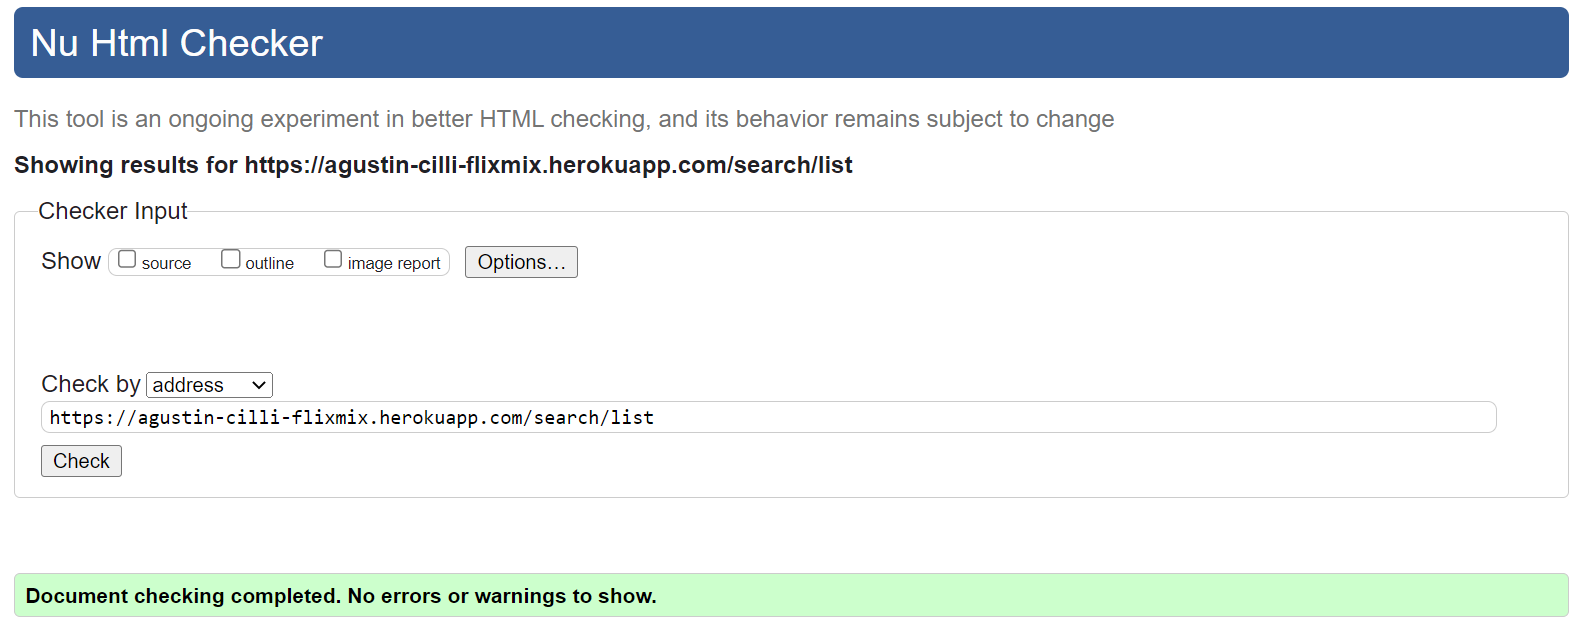 Nu Html Checker
This tool is an ongoing experiment in better HTML checking, and its behavior remains subject to change
Showing results for https://agustin-cilli-flixmix.herokuapp.com/search/list
Checker Input
Show source outline image report Options…
Check by address
https://agustin-cilli-flixmix.herokuapp.com/search/list
Check
Document checking completed. No errors or warnings to show.